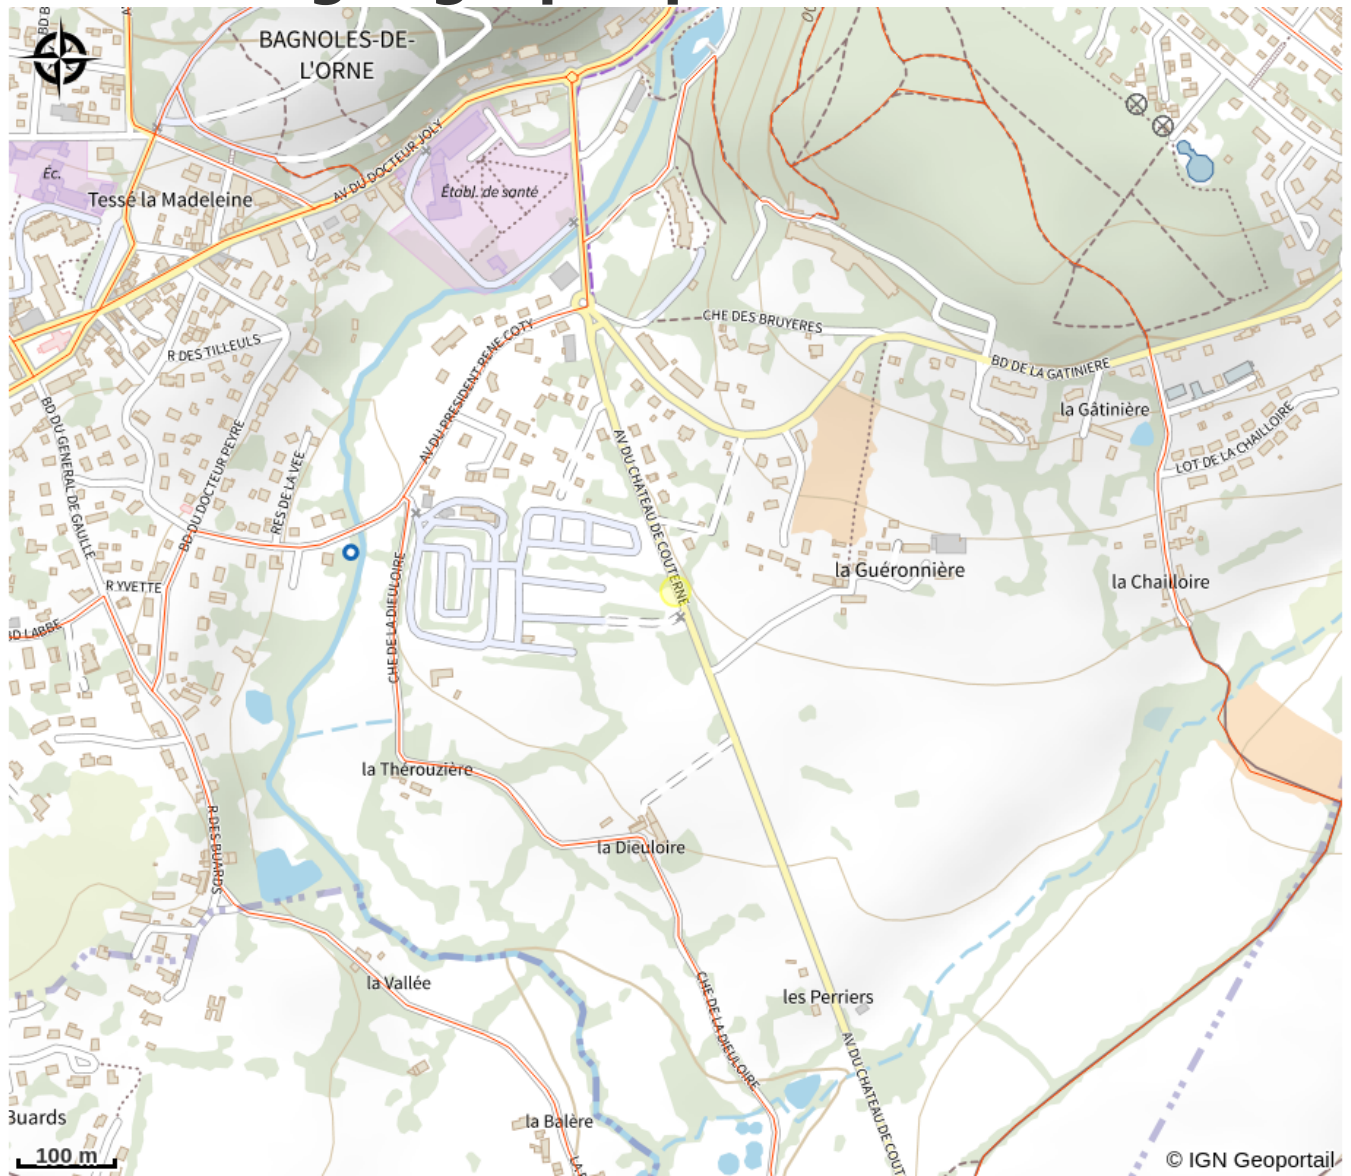 BAGNOLES-DE-
L'ORNE
BD B
AV DU DOCTEUR JOLY
Éc.
Tessé la Madeleine
Établ. de santé
CHE DES BRUYERES
R DES TILLEULS
AV DU PRESIDENT RENE COTY
BD DE LA GATINIERE
la Gâtinière
BD DU GENERAL DE GAULLE
BD DU DOCTEUR PEYRE
RES DE LA VEE
AV DU CHATEAU DE COUTERNE
LOT DE LA CHAILLOIRE
la Guéronnière
la Chailloire
R YVETTE
BD LABBE
CHE DE LA DIEULOIRE
la Thérouzière
R DES BUARDS
la Dieuloire
la Vallée
les Perriers
CHE DE LA DIEULOIRE
AV DU CHATEAU DE COUT
Buards
la Balère
100 m
© IGN Geoportail